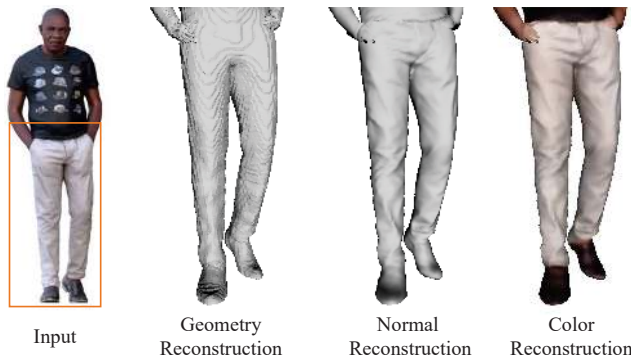 Input
Geometry
Reconstruction
Normal
Reconstruction
Color
Reconstruction